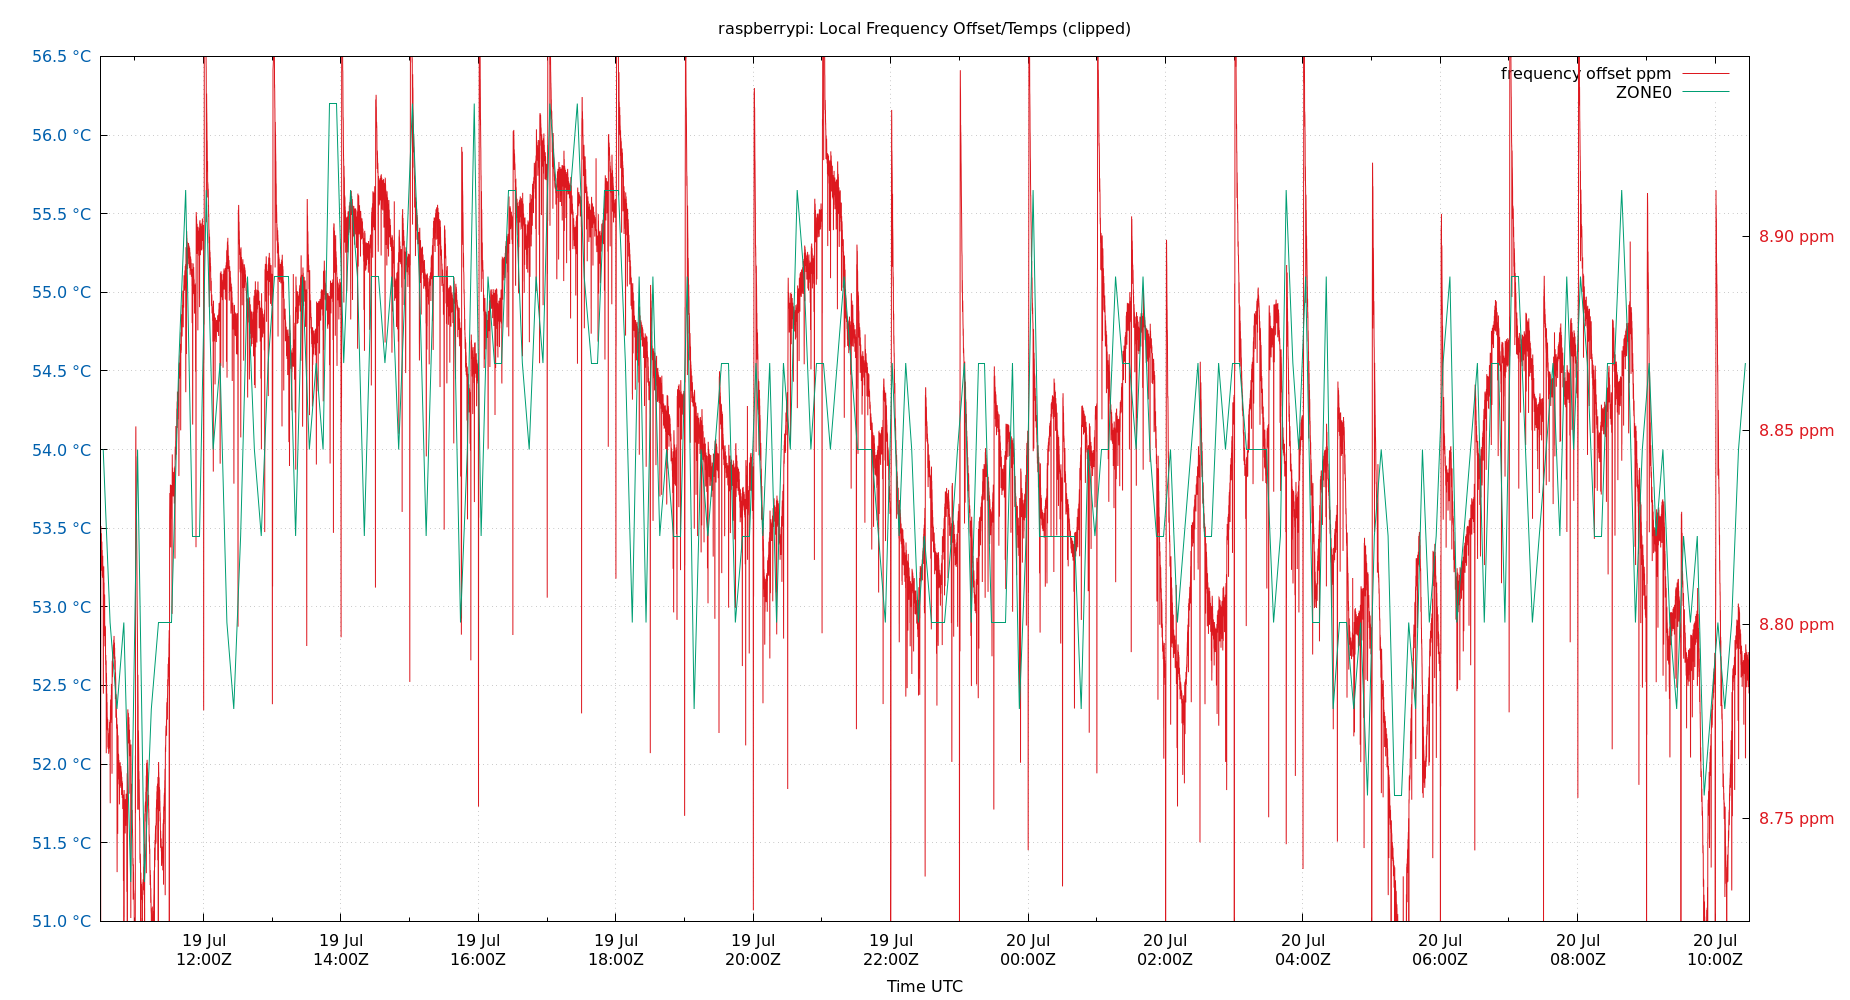 raspberrypi: Local Frequency Offset/Temps (clipped)
frequency offset ppm
ZONE0
56.5 °C
56.0 °C
55.5 °C
55.0 °C
54.5 °C
54.0 °C
53.5 °C
53.0 °C
52.5 °C
52.0 °C
51.5 °C
51.0 °C
8.90 ppm
8.85 ppm
8.80 ppm
8.75 ppm
19 Jul 19 Jul 19 Jul 19 Jul 19 Jul 19 Jul 20 Jul 20 Jul 20 Jul 20 Jul 20 Jul 20 Jul
12:00Z 14:00Z 16:00Z 18:00Z 20:00Z 22:00Z 00:00Z 02:00Z 04:00Z 06:00Z 08:00Z 10:00Z
Time UTC